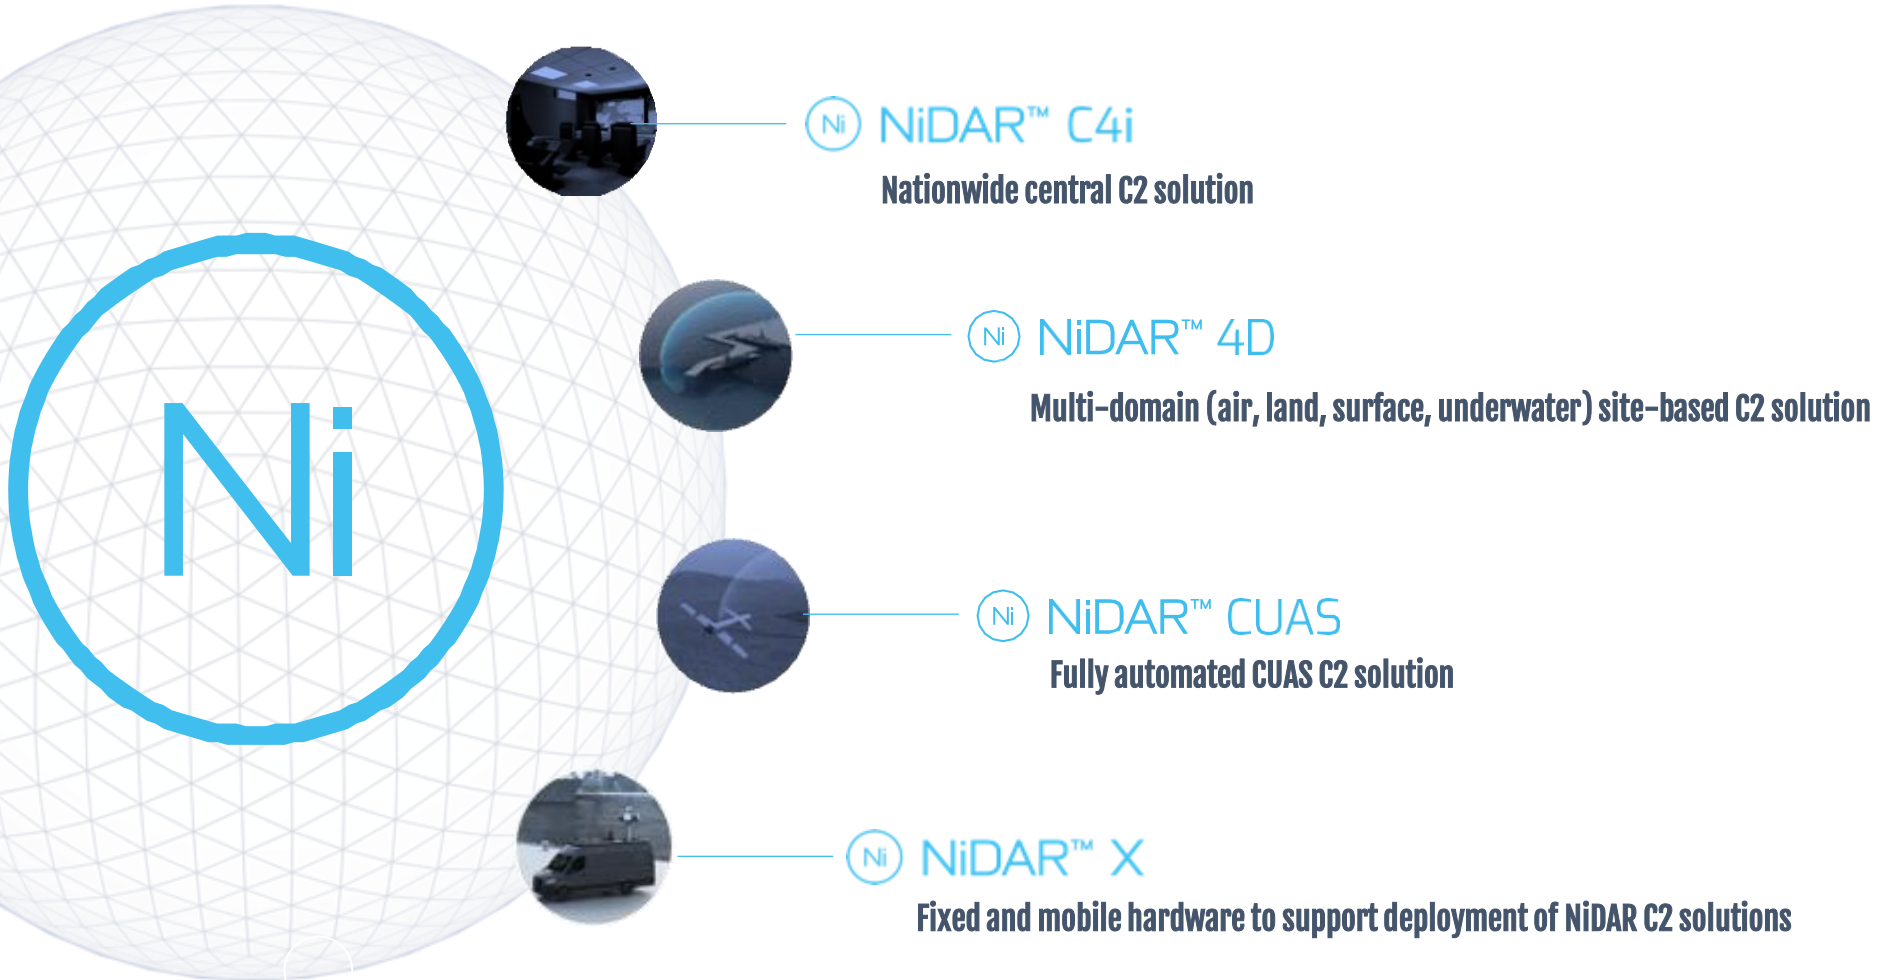 Ni
Ni NiDAR™ C4i
Nationwide central C2 solution
Ni NiDAR™ 4D
Multi-domain (air, land, surface, underwater) site-based C2 solution
Ni NiDAR™ CUAS
Fully automated CUAS C2 solution
Ni NiDAR™ X
Fixed and mobile hardware to support deployment of NiDAR C2 solutions